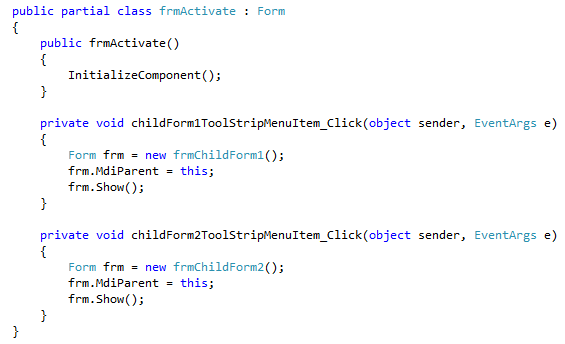 public partial class frmActivate : Form
{
    public frmActivate()
    {
        InitializeComponent();
    }

    private void childForm1ToolStripMenuItem_Click(object sender, EventArgs e)
    {
        Form frm = new frmChildForm1();
        frm.MdiParent = this;
        frm.Show();
    }

    private void childForm2ToolStripMenuItem_Click(object sender, EventArgs e)
    {
        Form frm = new frmChildForm2();
        frm.MdiParent = this;
        frm.Show();
    }
}